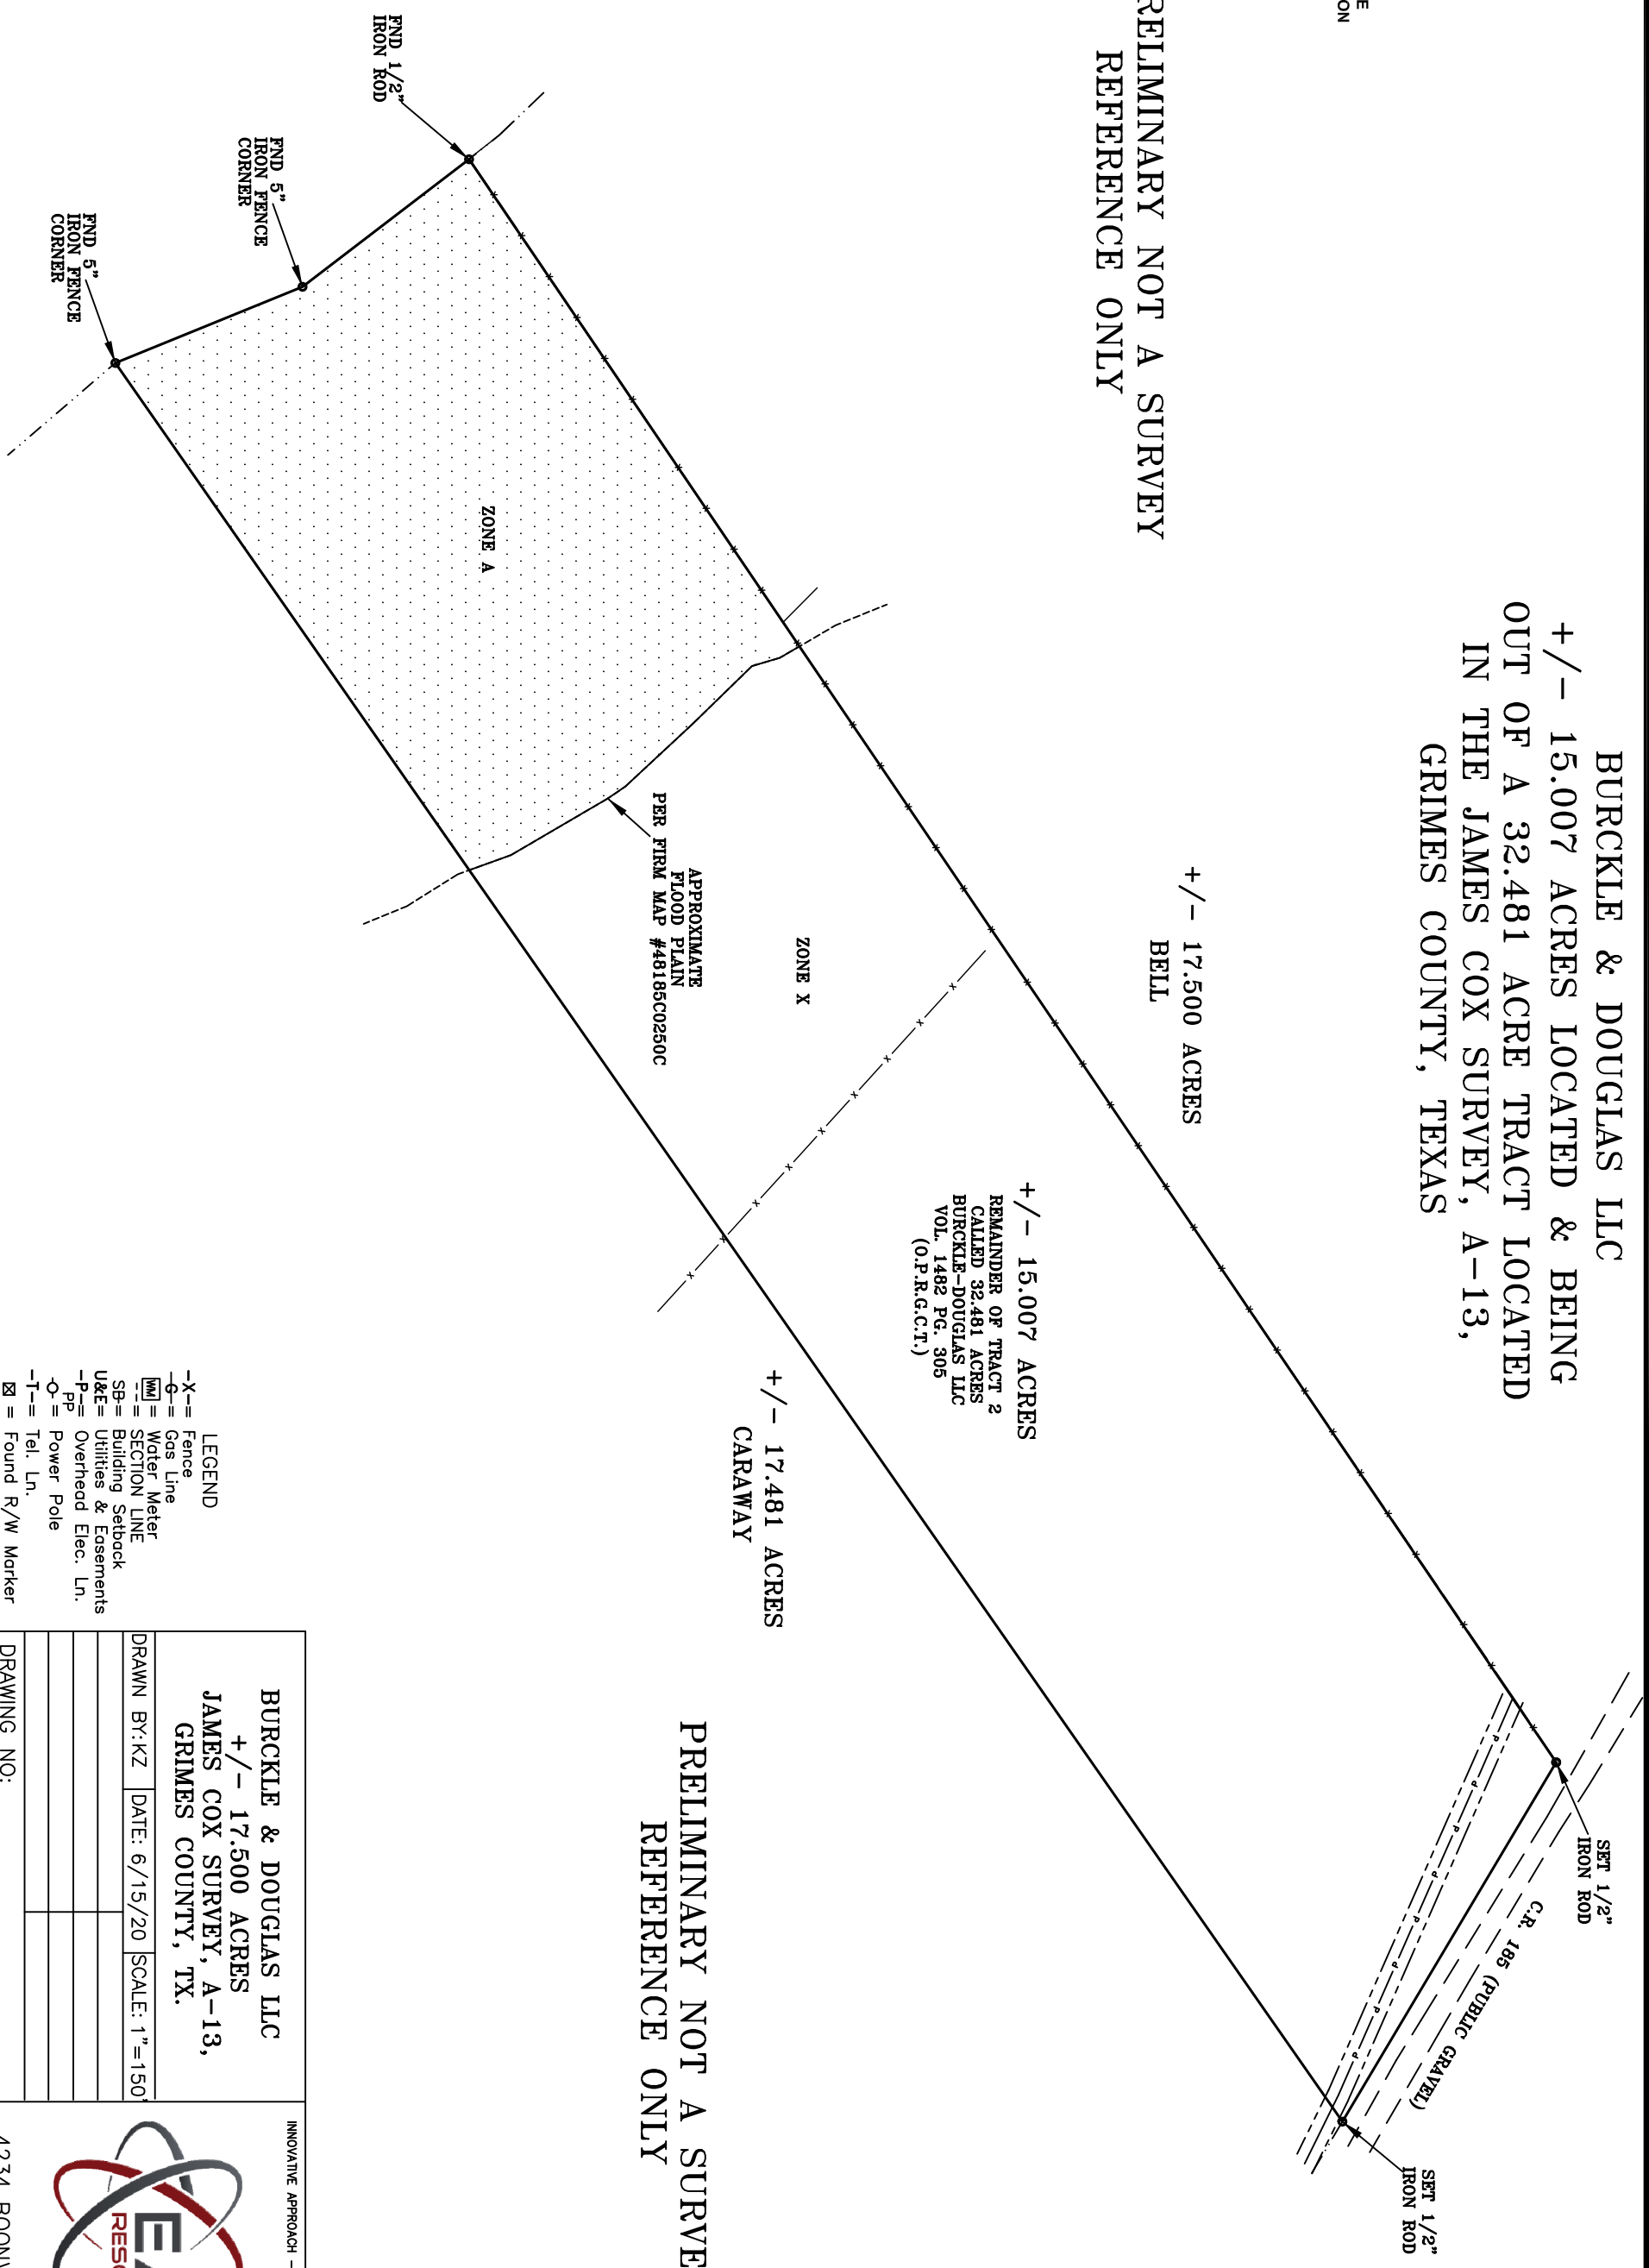 BURCKLE & DOUGLAS LLC
+/- 15.007 ACRES LOCATED & BEING
OUT OF A 32.481 ACRE TRACT LOCATED
IN THE JAMES COX SURVEY, A-13,
GRIMES COUNTY, TEXAS
E
ON
RELIMINARY NOT A SURVEY
REFERENCE ONLY
SET 1/2"
IRON ROD
C.R. 185 (PUBLIC GRAVEL)
SET 1/2"
IRON ROD
P P P P P P P P
+/- 17.500 ACRES
BELL
+/- 15.007 ACRES
REMAINDER OF TRACT 2
CALLED 32.481 ACRES
BURCKLE-DOUGLAS LLC
VOL. 1482 PG. 305
(O.P.R.G.C.T.)
ZONE X
APPROXIMATE
FLOOD PLAIN
PER FIRM MAP #48185C0250C
+/- 17.481 ACRES
CARAWAY
ZONE A
FND 1/2"
IRON ROD
FND 5"
IRON FENCE
CORNER
FND 5"
IRON FENCE
CORNER
PRELIMINARY NOT A SURVE
REFERENCE ONLY
LEGEND
-X-= Fence
-G-= Gas Line
WM = Water Meter
--= SECTION LINE
SB= Building Setback
U&E= Utilities & Easements
-P-= Overhead Elec. Ln.
PP
-O-= Power Pole
-T-= Tel. Ln.
☒ = Found R/W Marker
BURCKLE & DOUGLAS LLC
+/- 17.500 ACRES
JAMES COX SURVEY, A-13,
GRIMES COUNTY, TX.
DRAWN BY:KZ DATE: 6/15/20 SCALE: 1"=150'
DRAWING NO:
INNOVATIVE APPROACH -
EA
RESO
4234 BOONV